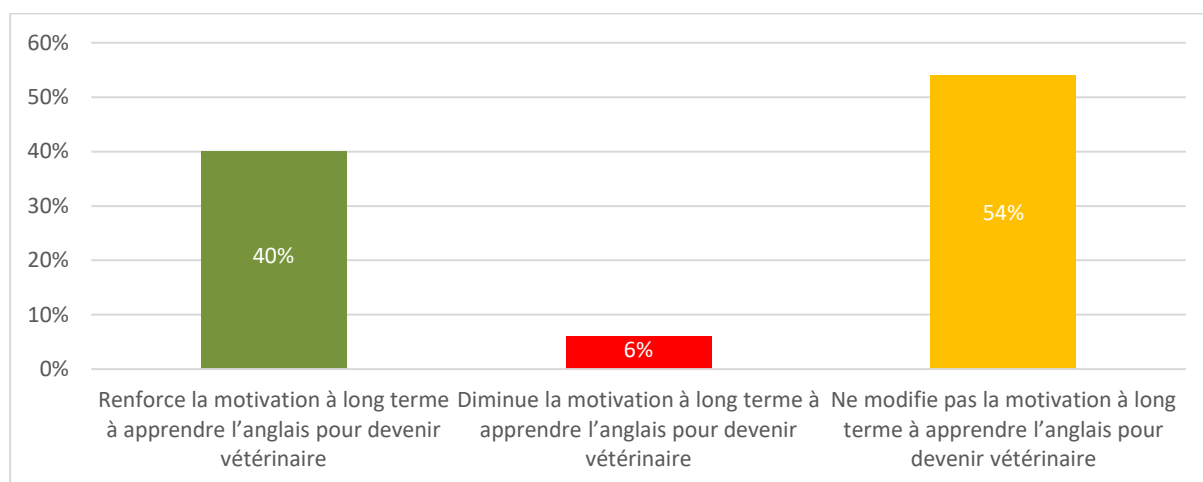 60%
50%
40%
30%
20%
10%
0%
40%
6%
54%
Renforce la motivation à long terme
à apprendre l’anglais pour devenir
vétérinaire
Diminue la motivation à long terme à
apprendre l’anglais pour devenir
vétérinaire
Ne modifie pas la motivation à long
terme à apprendre l’anglais pour
devenir vétérinaire